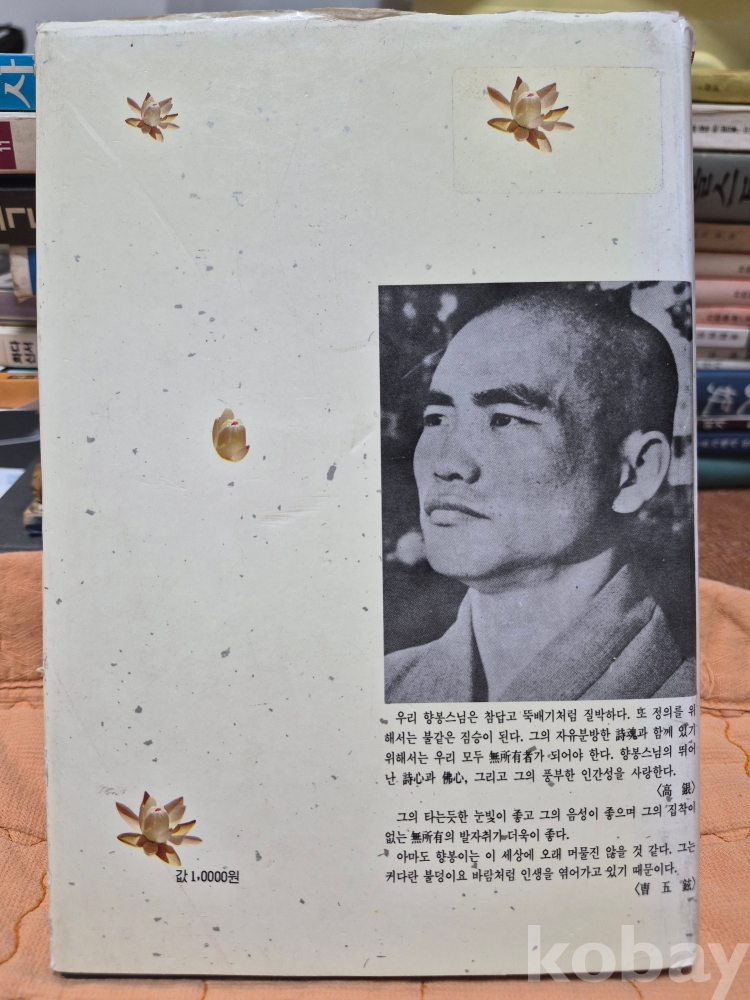 우리 향봉스님은 참답고 뚝배기처럼 질박하다. 또 정의를 위
해서는 불같은 짐승이 된다. 그의 자유분방한 詩魂과 함께 있기
위해서는 우리 모두 無所有者가 되어야 한다. 향봉스님의 뛰어
난 詩心과 佛心, 그리고 그의 풍부한 인간성을 사랑한다.
〈高 銀〉
그의 타는듯한 눈빛이 좋고 그의 음성이 좋으며 그의 집착이
없는 無所有의 발자취가 더욱이 좋다.
아마도 향봉이는 이 세상에 오래 머물진 않을 것 같다. 그는
커다란 불덩이요 바람처럼 인생을 엮어가고 있기 때문이다.
〈曺 五 鉉〉
값 1,0000원
사
화다
신서
kobay